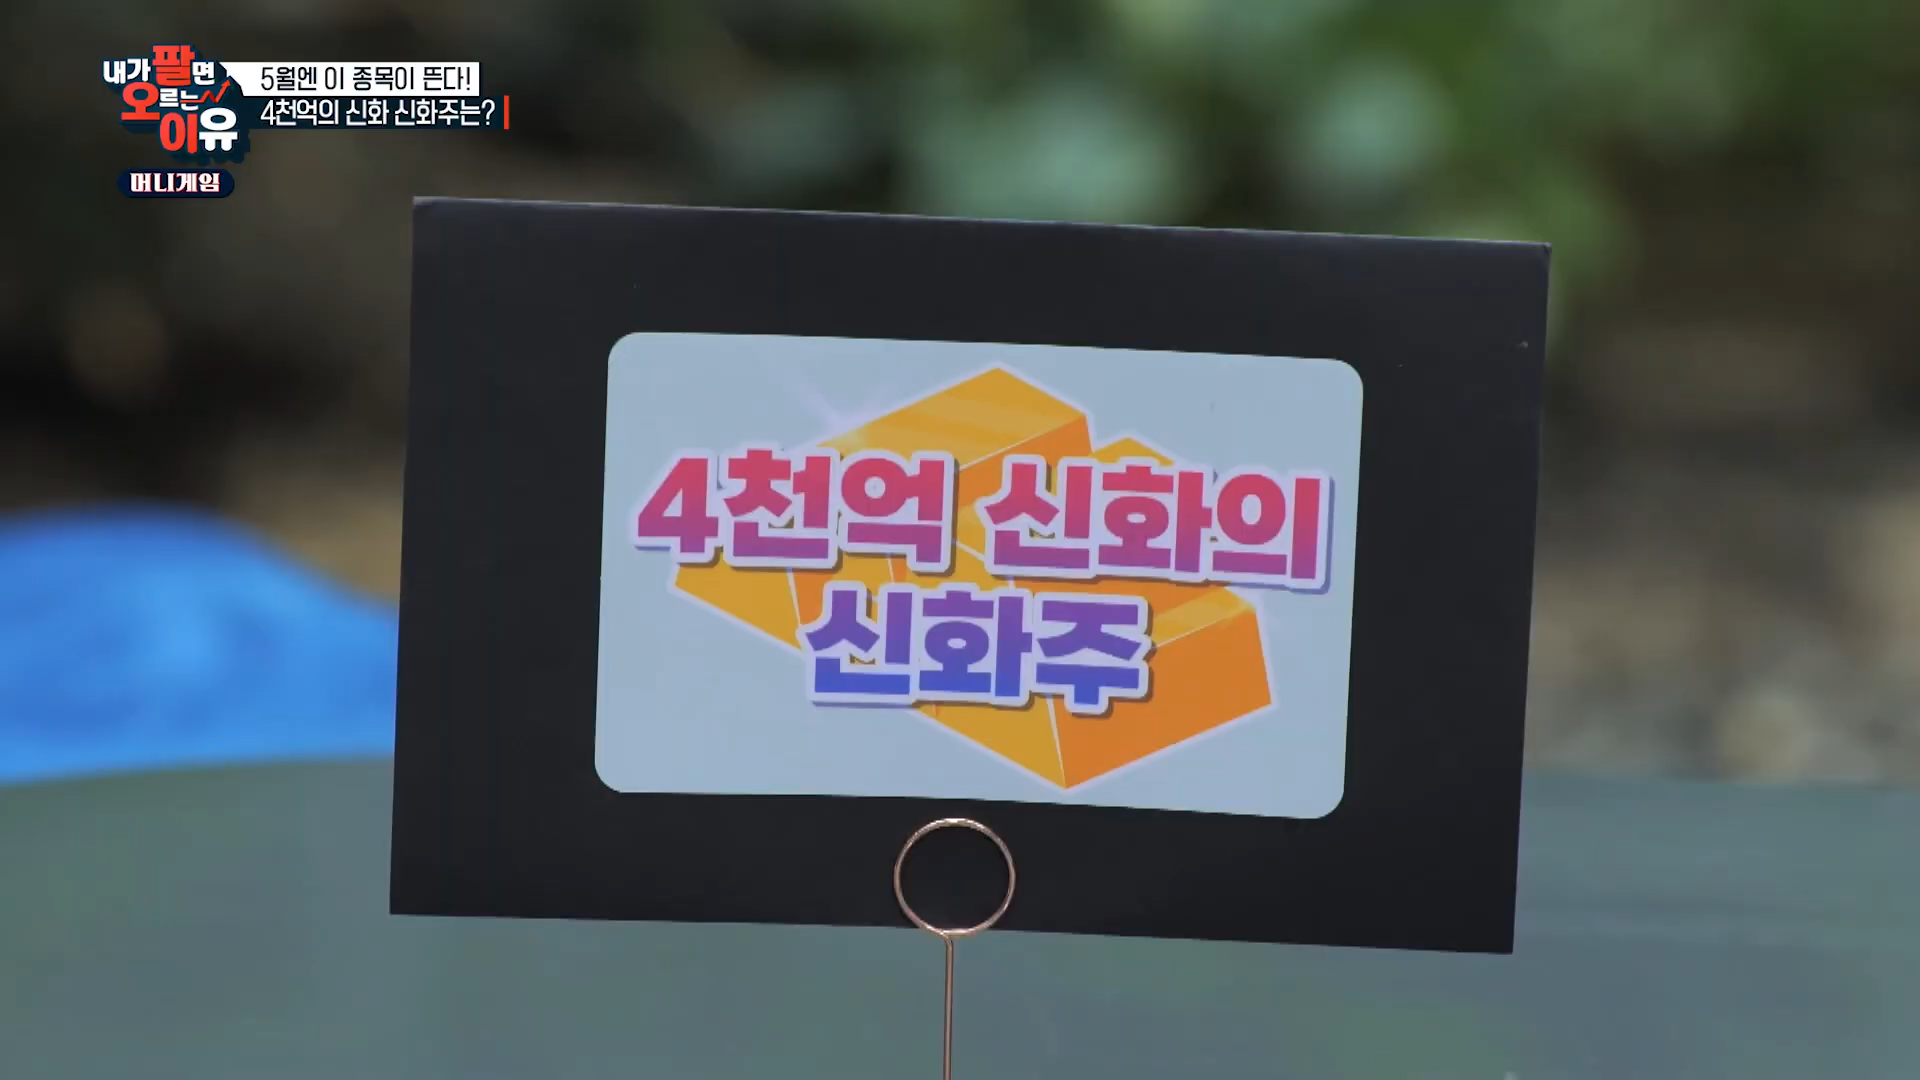 내가 팔면
오르는
이유
머니게임
5월엔 이 종목이 뜬다!
4천억의 신화 신화주는?
4천억 신화의
신화주